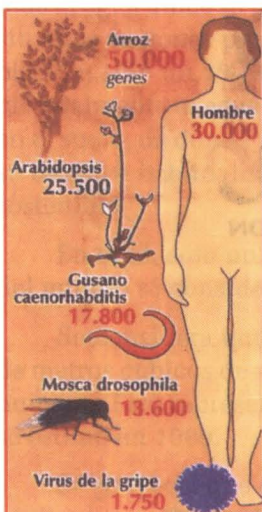 Arroz
50.000
genes
Hombre
30.000
Arabidopsis
25.500
Gusano
caenorhabditis
17.800
Mosca drosophila
13.600
Virus de la gripe
1.750